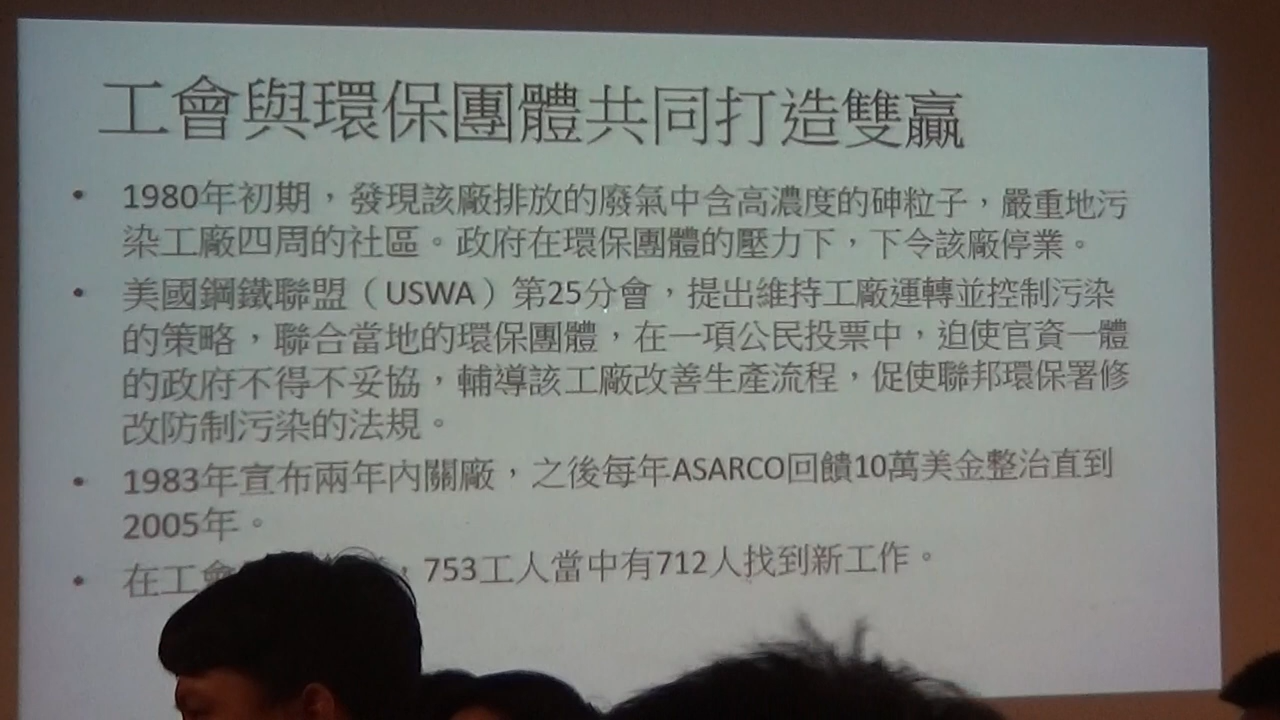 工會與環保團體共同打造雙贏
• 1980年初期，發現該廠排放的廢氣中含高濃度的砷粒子，嚴重地污
染工廠四周的社區。政府在環保團體的壓力下，下令該廠停業。
• 美國鋼鐵聯盟（USWA）第25分會，提出維持工廠運轉並控制污染
的策略，聯合當地的環保團體，在一項公民投票中，迫使官資一體
的政府不得不妥協，輔導該工廠改善生產流程，促使聯邦環保署修
改防制污染的法規。
• 1983年宣布兩年內關廠，之後每年ASARCO回饋10萬美金整治直到
2005年。
• 在工會，753工人當中有712人找到新工作。